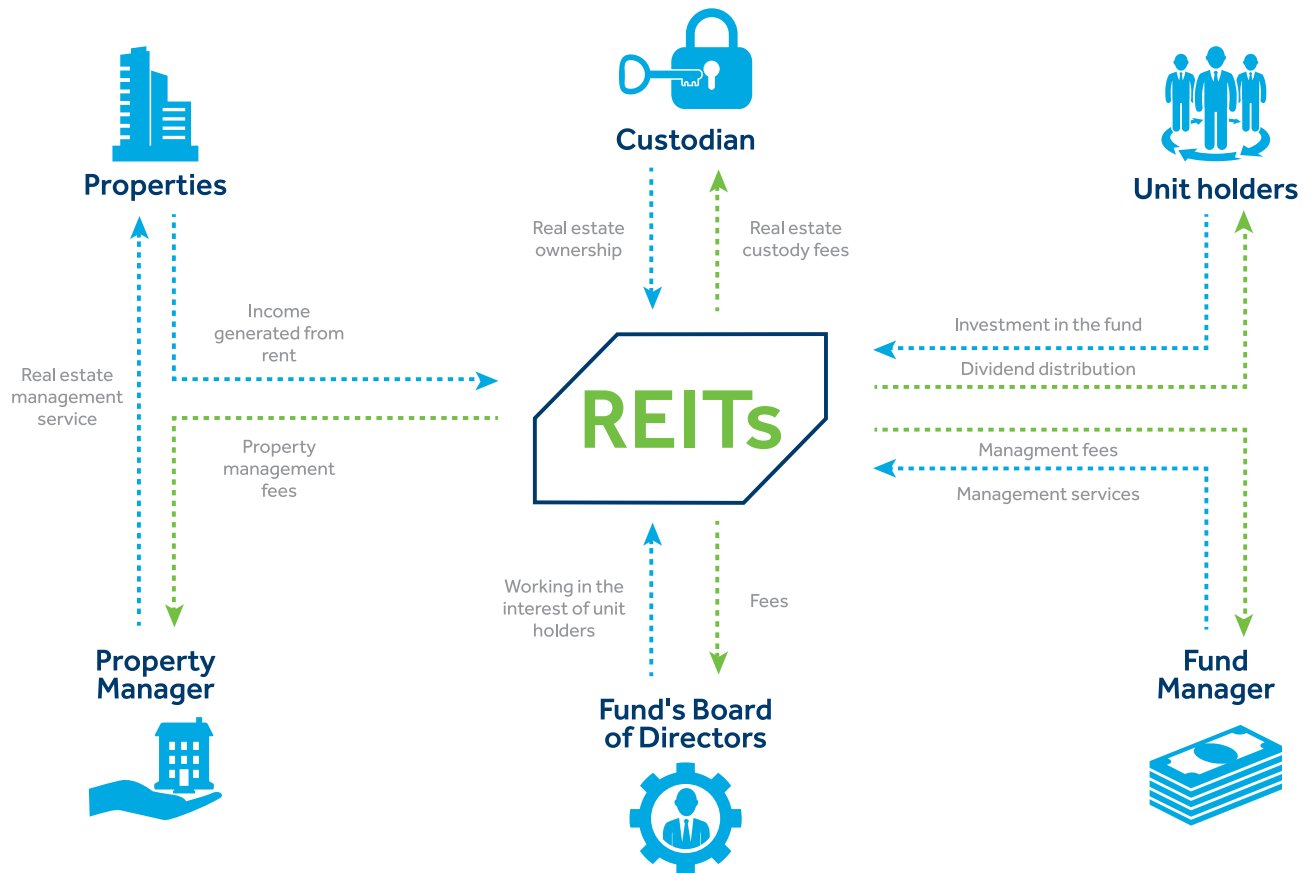 Custodian
Properties
Unit holders
Real estate
ownership
Real estate
custody fees
Income
generated from
rent
Investment in the fund
Dividend distribution
Real estate
management
service
REITs
Property
management
fees
Managment fees
Management services
Working in the
interest of unit
holders
Fees
Property
Manager
Fund's Board
of Directors
Fund
Manager